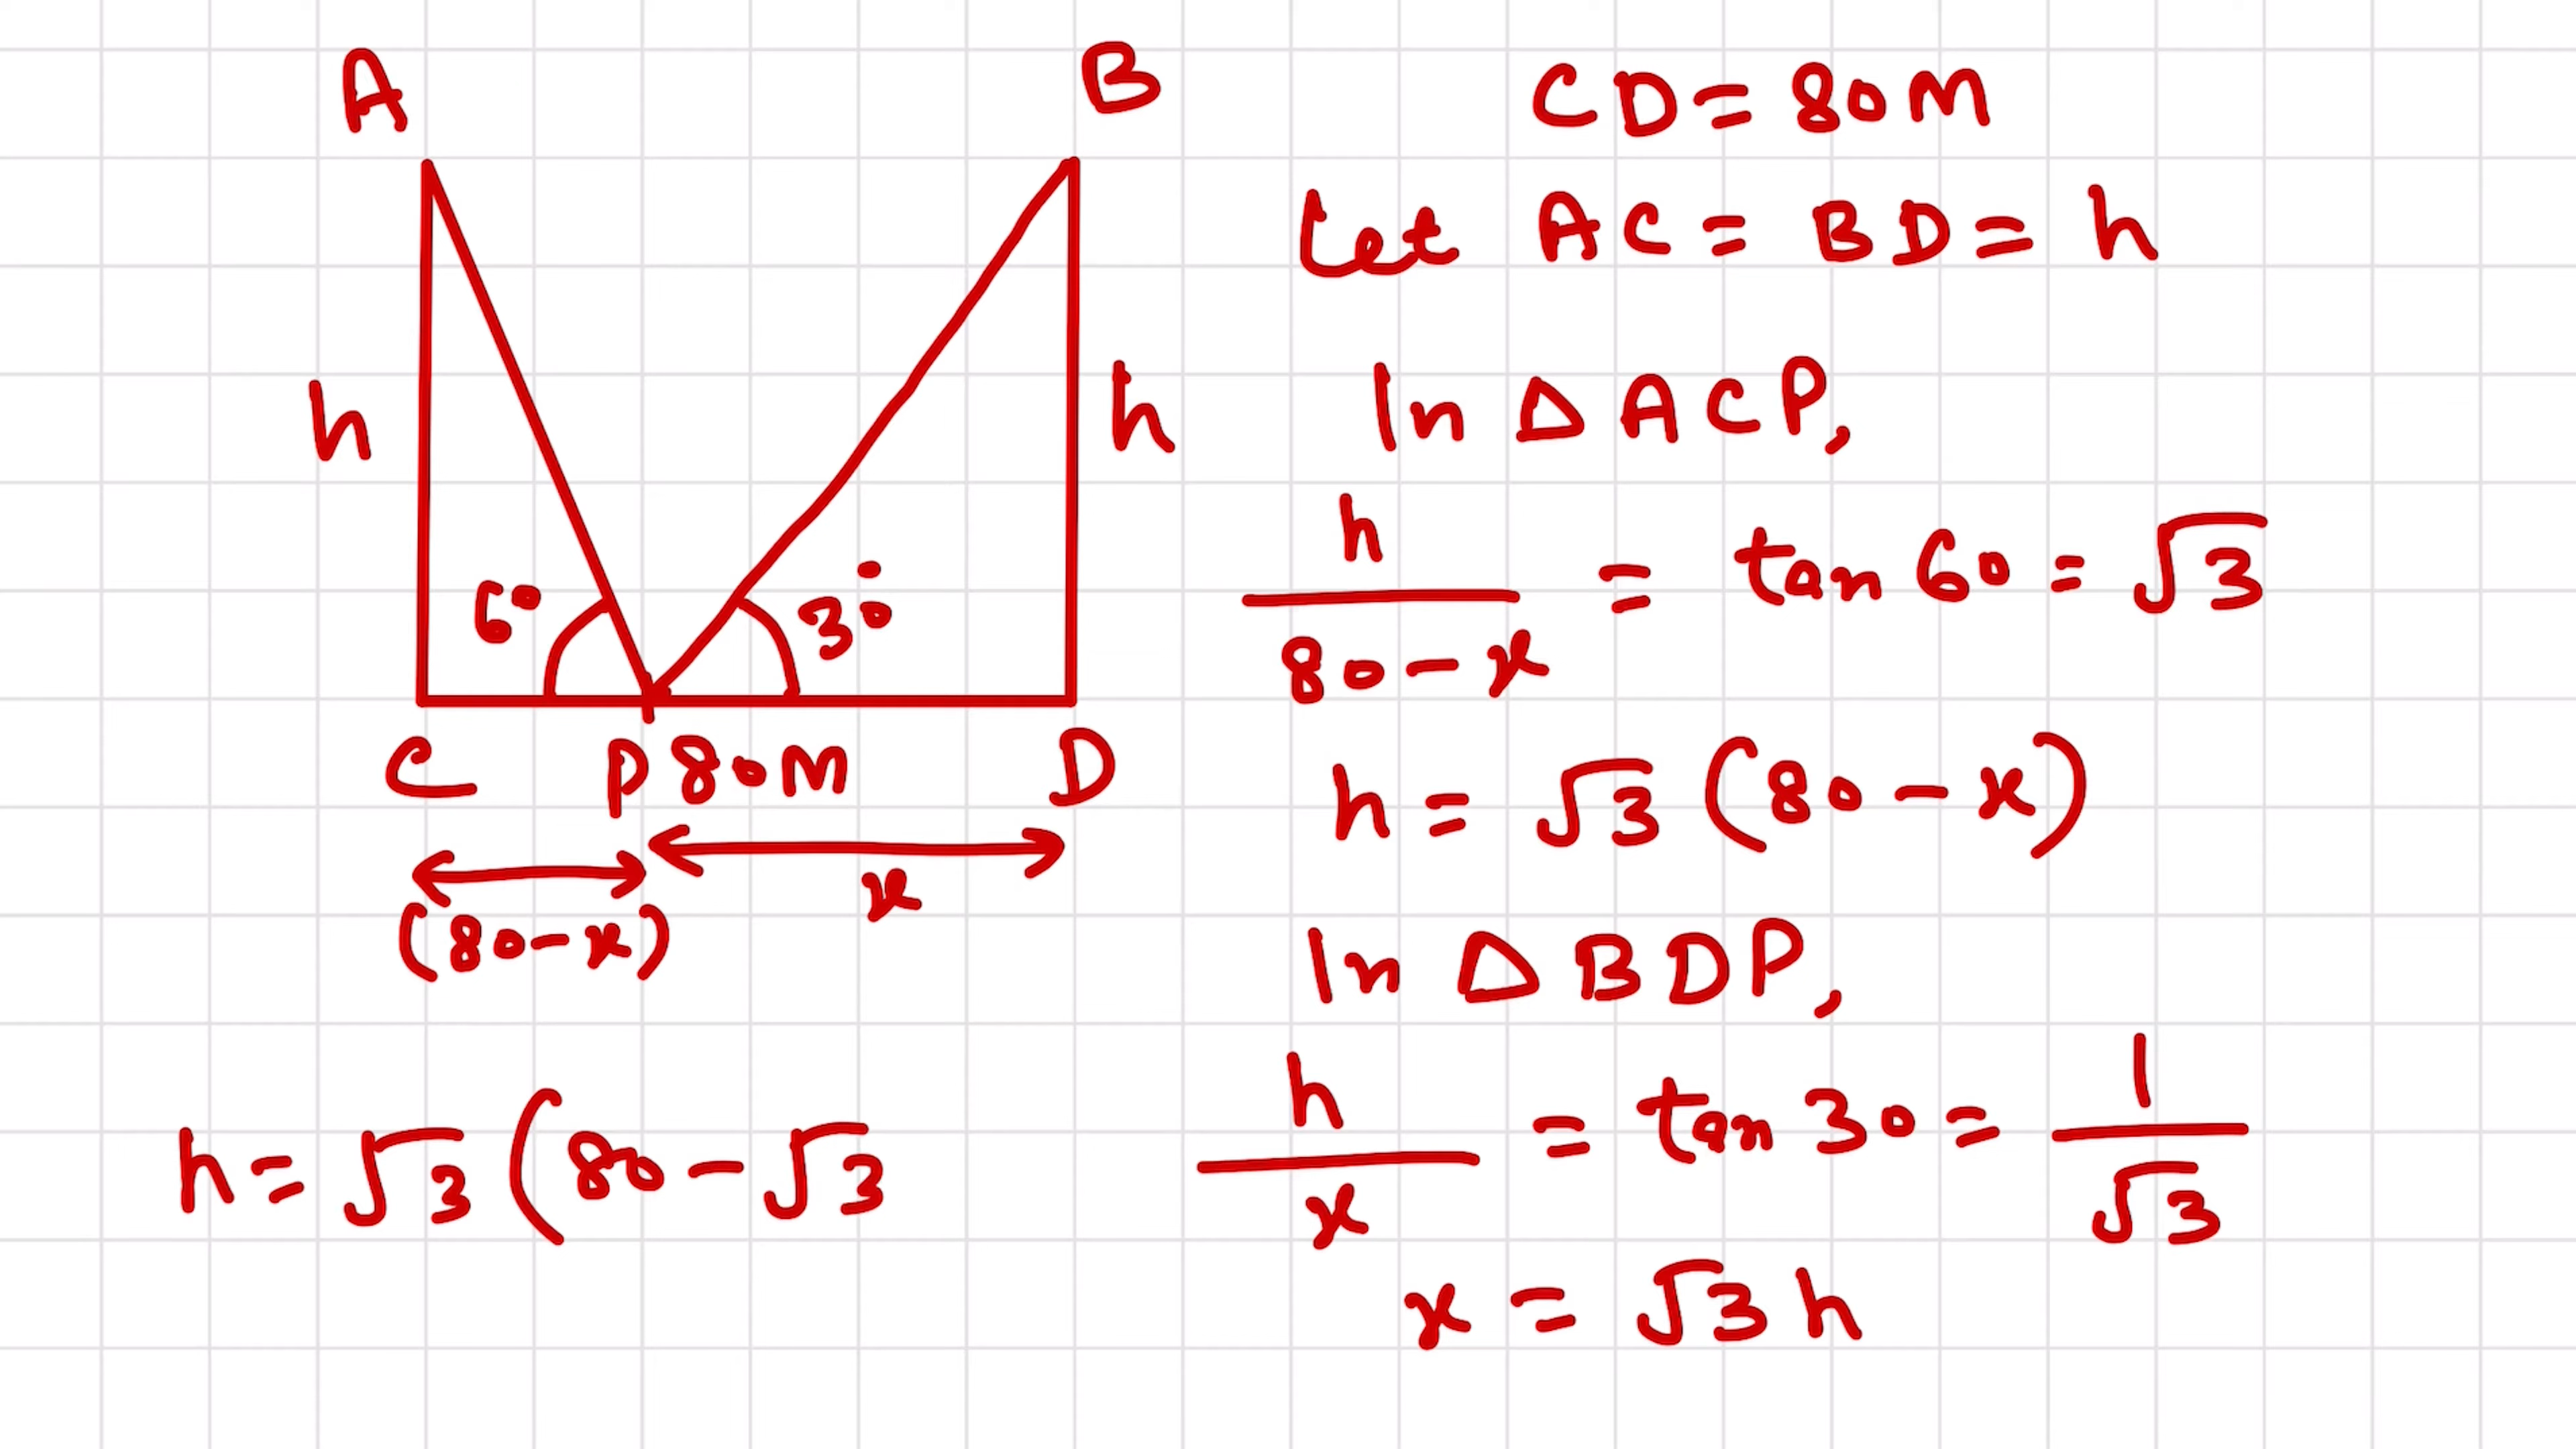 A B
h h
60 30°
C P 80M D
x
(80-x)
h = √3 (80 - √3
CD = 80M
Let AC = BD = h
In △ ACP,
h
80 - x
= tan 60 = √3
h = √3 (80 - x)
In △ BDP,
h
x
= tan 30 =
1
√3
x = √3 h